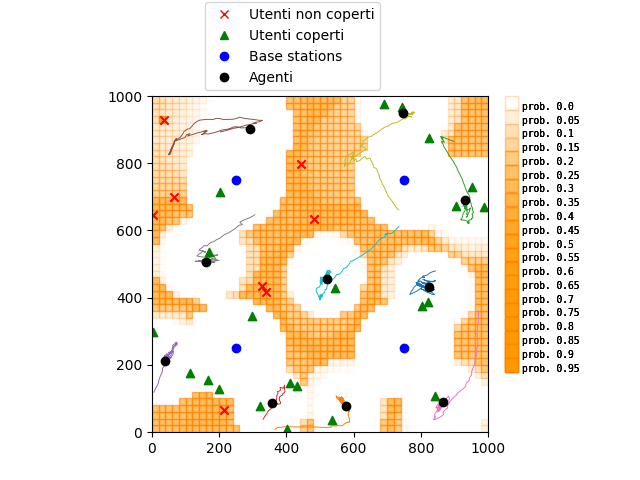 Utenti non coperti
Utenti coperti
Base stations
Agenti
1000
800
600
400
200
0
0
200
400
600
800
1000
prob. 0.0
prob. 0.05
prob. 0.1
prob. 0.15
prob. 0.2
prob. 0.25
prob. 0.3
prob. 0.35
prob. 0.4
prob. 0.45
prob. 0.5
prob. 0.55
prob. 0.6
prob. 0.65
prob. 0.7
prob. 0.75
prob. 0.8
prob. 0.85
prob. 0.9
prob. 0.95